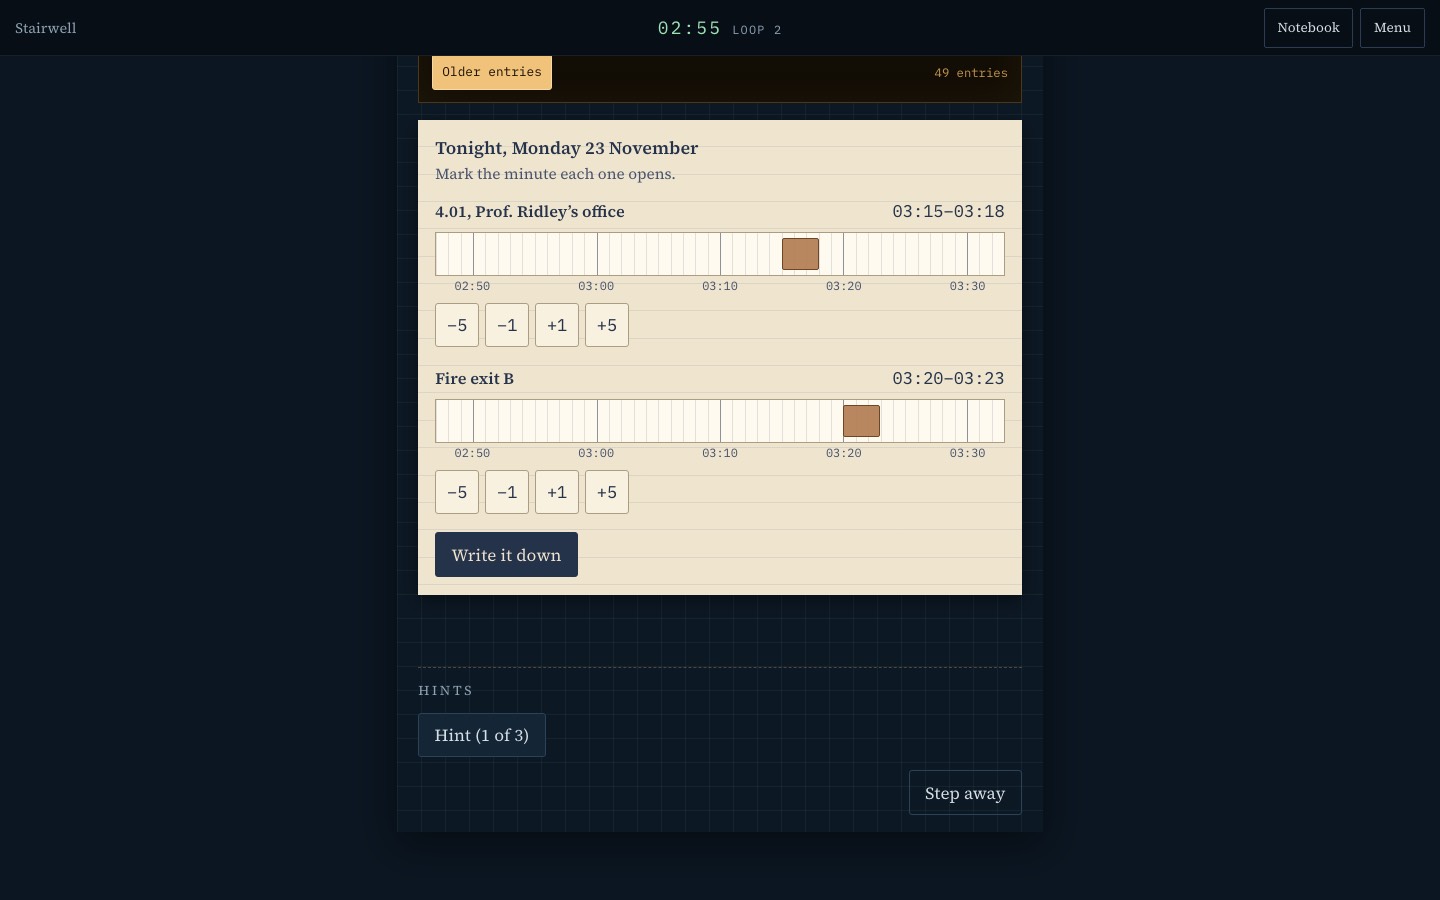 Stairwell
02:55 LOOP 2
Notebook
Menu
Older entries
49 entries
Tonight, Monday 23 November
Mark the minute each one opens.
4.01, Prof. Ridley’s office
03:15–03:18
02:50 03:00 03:10 03:20 03:30
−5 −1 +1 +5
Fire exit B
03:20–03:23
02:50 03:00 03:10 03:20 03:30
−5 −1 +1 +5
Write it down
HINTS
Hint (1 of 3)
Step away